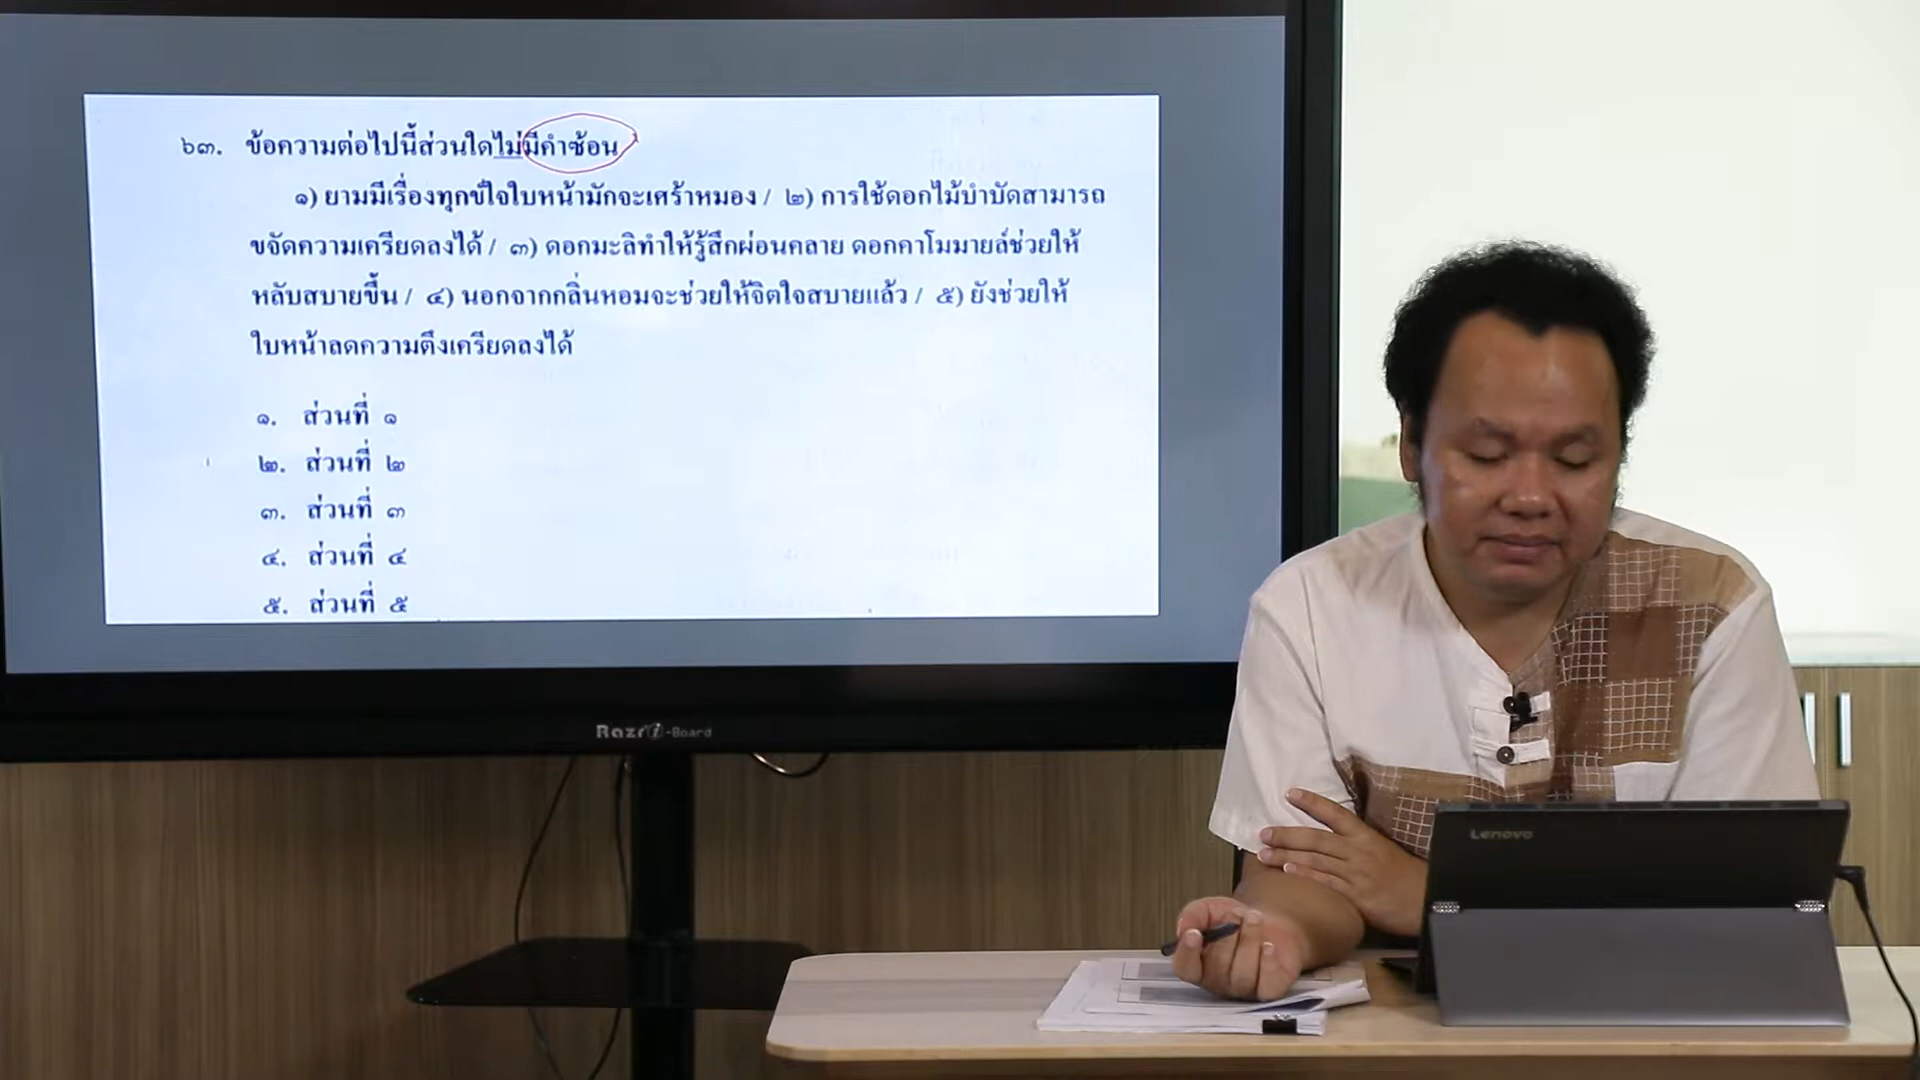 ๖๓. ข้อความต่อไปนี้ส่วนใดไม่มีคำซ้อน
๑) ยามมีเรื่องทุกข์ใจใบหน้ามักจะเศร้าหมอง / ๒) การใช้ดอกไม้บำบัดสามารถ
ขจัดความเครียดลงได้ / ๓) ดอกมะลิทำให้รู้สึกผ่อนคลาย ดอกคาโมมายล์ช่วยให้
หลับสบายขึ้น / ๔) นอกจากกลิ่นหอมจะช่วยให้จิตใจสบายแล้ว / ๕) ยังช่วยให้
ใบหน้าลดความตึงเครียดลงได้
๑. ส่วนที่ ๑
๒. ส่วนที่ ๒
๓. ส่วนที่ ๓
๔. ส่วนที่ ๔
๕. ส่วนที่ ๕
Razr i-Board
Lenovo